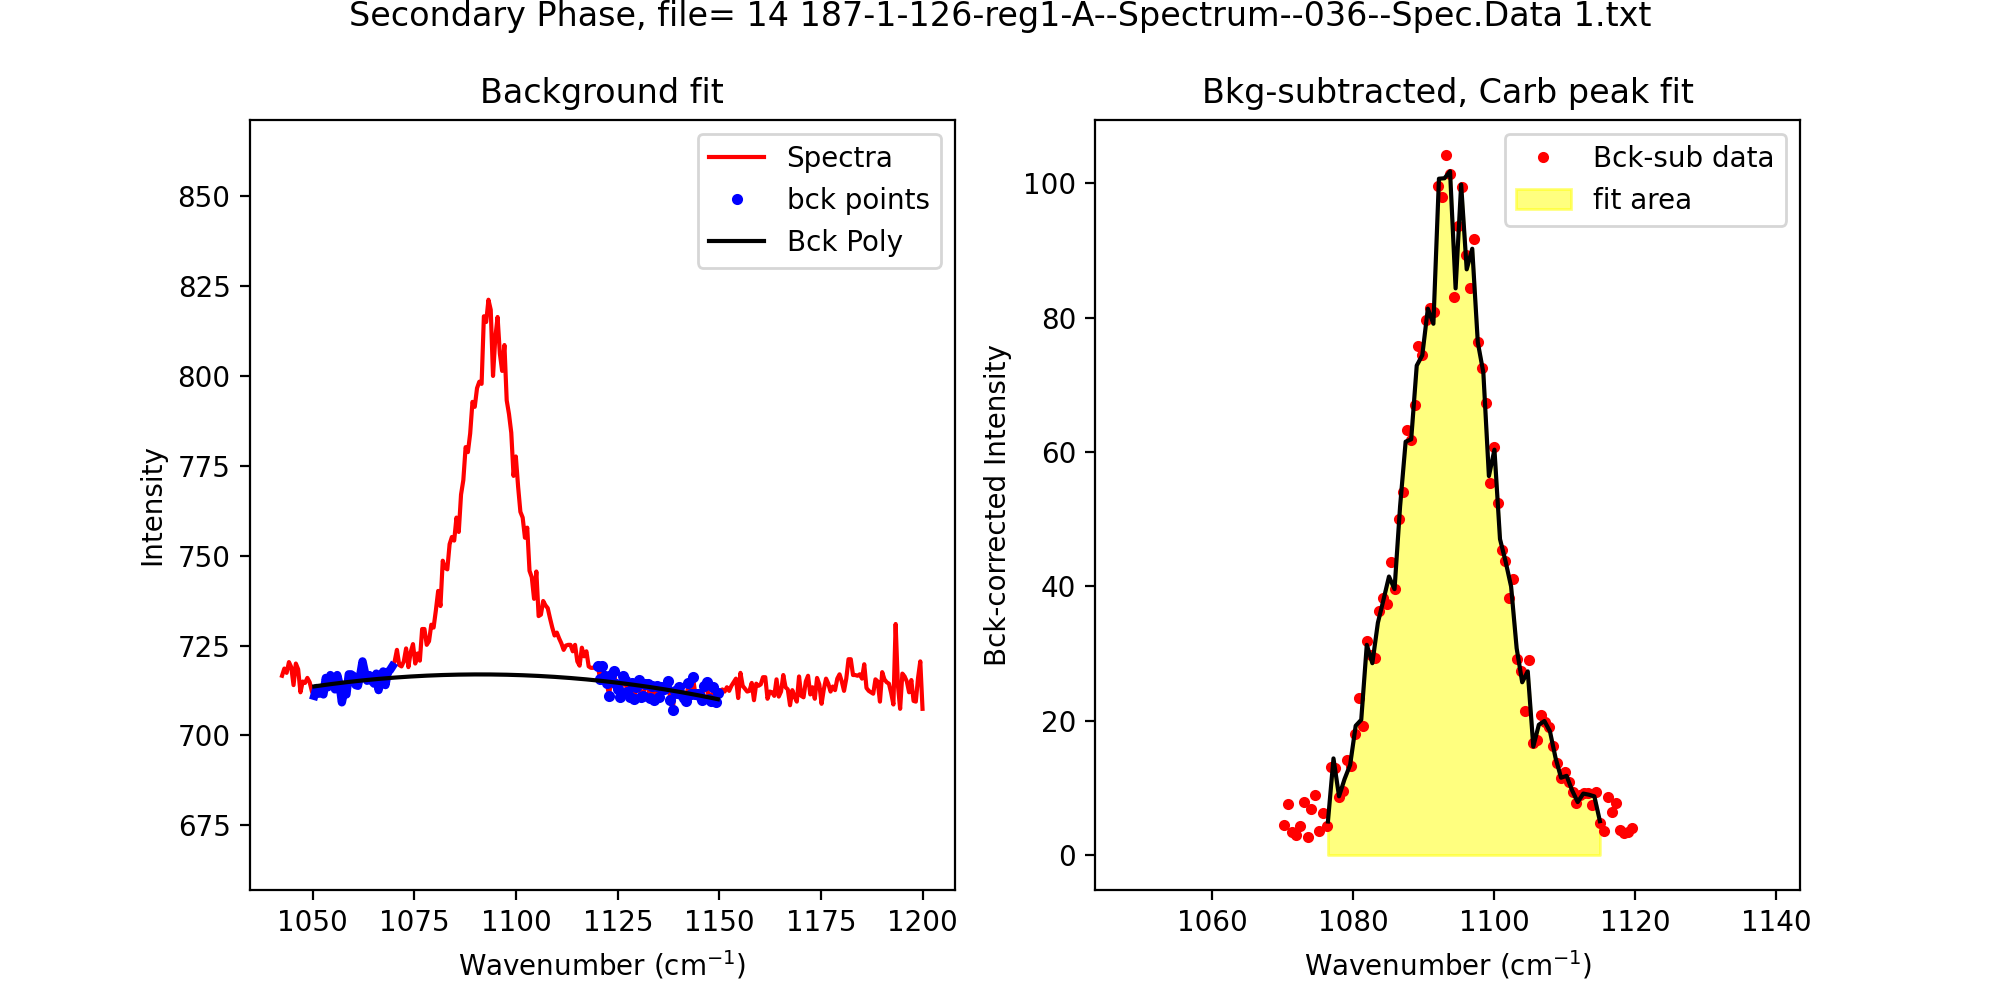 Secondary Phase, file= 14 187-1-126-reg1-A--Spectrum--036--Spec.Data 1.txt
Background fit
Spectra
bck points
Bck Poly
850
825
800
775
750
725
700
675
Intensity
1050 1075 1100 1125 1150 1175 1200
Wavenumber (cm⁻¹)
Bkg-subtracted, Carb peak fit
Bck-sub data
fit area
100
80
60
40
20
0
Bck-corrected Intensity
1060 1080 1100 1120 1140
Wavenumber (cm⁻¹)